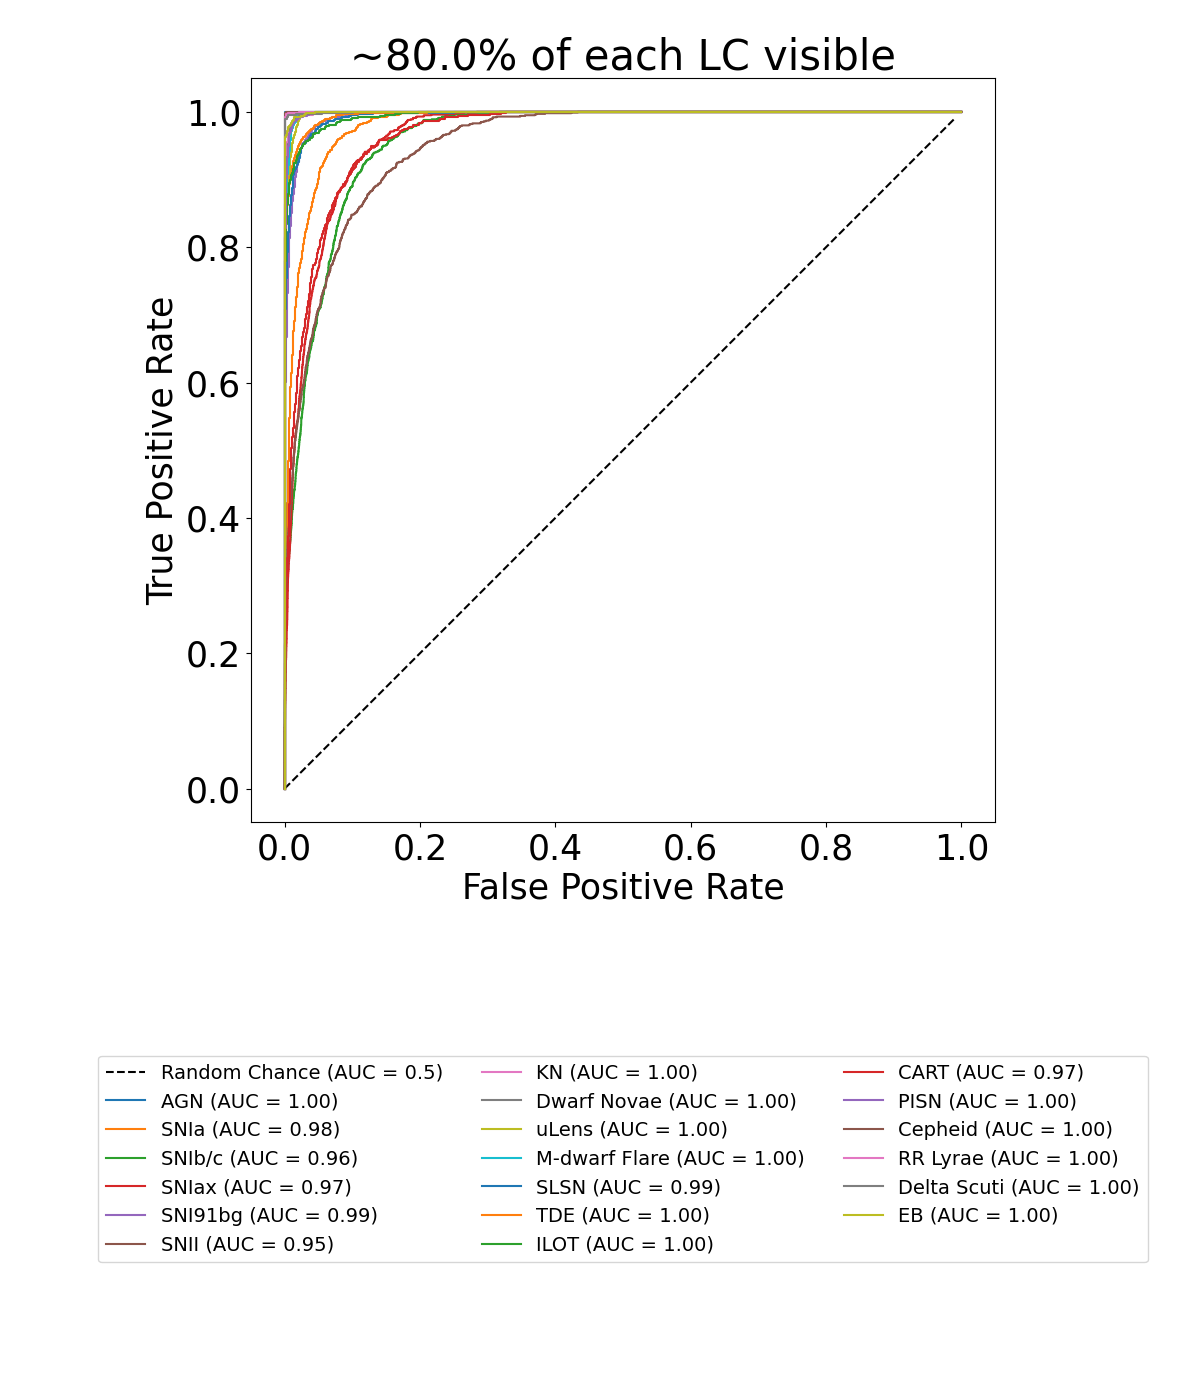 ~80.0% of each LC visible
1.0
0.8
0.6
0.4
0.2
0.0
True Positive Rate
0.0 0.2 0.4 0.6 0.8 1.0
False Positive Rate
Random Chance (AUC = 0.5)
AGN (AUC = 1.00)
SNIa (AUC = 0.98)
SNIb/c (AUC = 0.96)
SNIax (AUC = 0.97)
SNI91bg (AUC = 0.99)
SNII (AUC = 0.95)
KN (AUC = 1.00)
Dwarf Novae (AUC = 1.00)
uLens (AUC = 1.00)
M-dwarf Flare (AUC = 1.00)
SLSN (AUC = 0.99)
TDE (AUC = 1.00)
ILOT (AUC = 1.00)
CART (AUC = 0.97)
PISN (AUC = 1.00)
Cepheid (AUC = 1.00)
RR Lyrae (AUC = 1.00)
Delta Scuti (AUC = 1.00)
EB (AUC = 1.00)